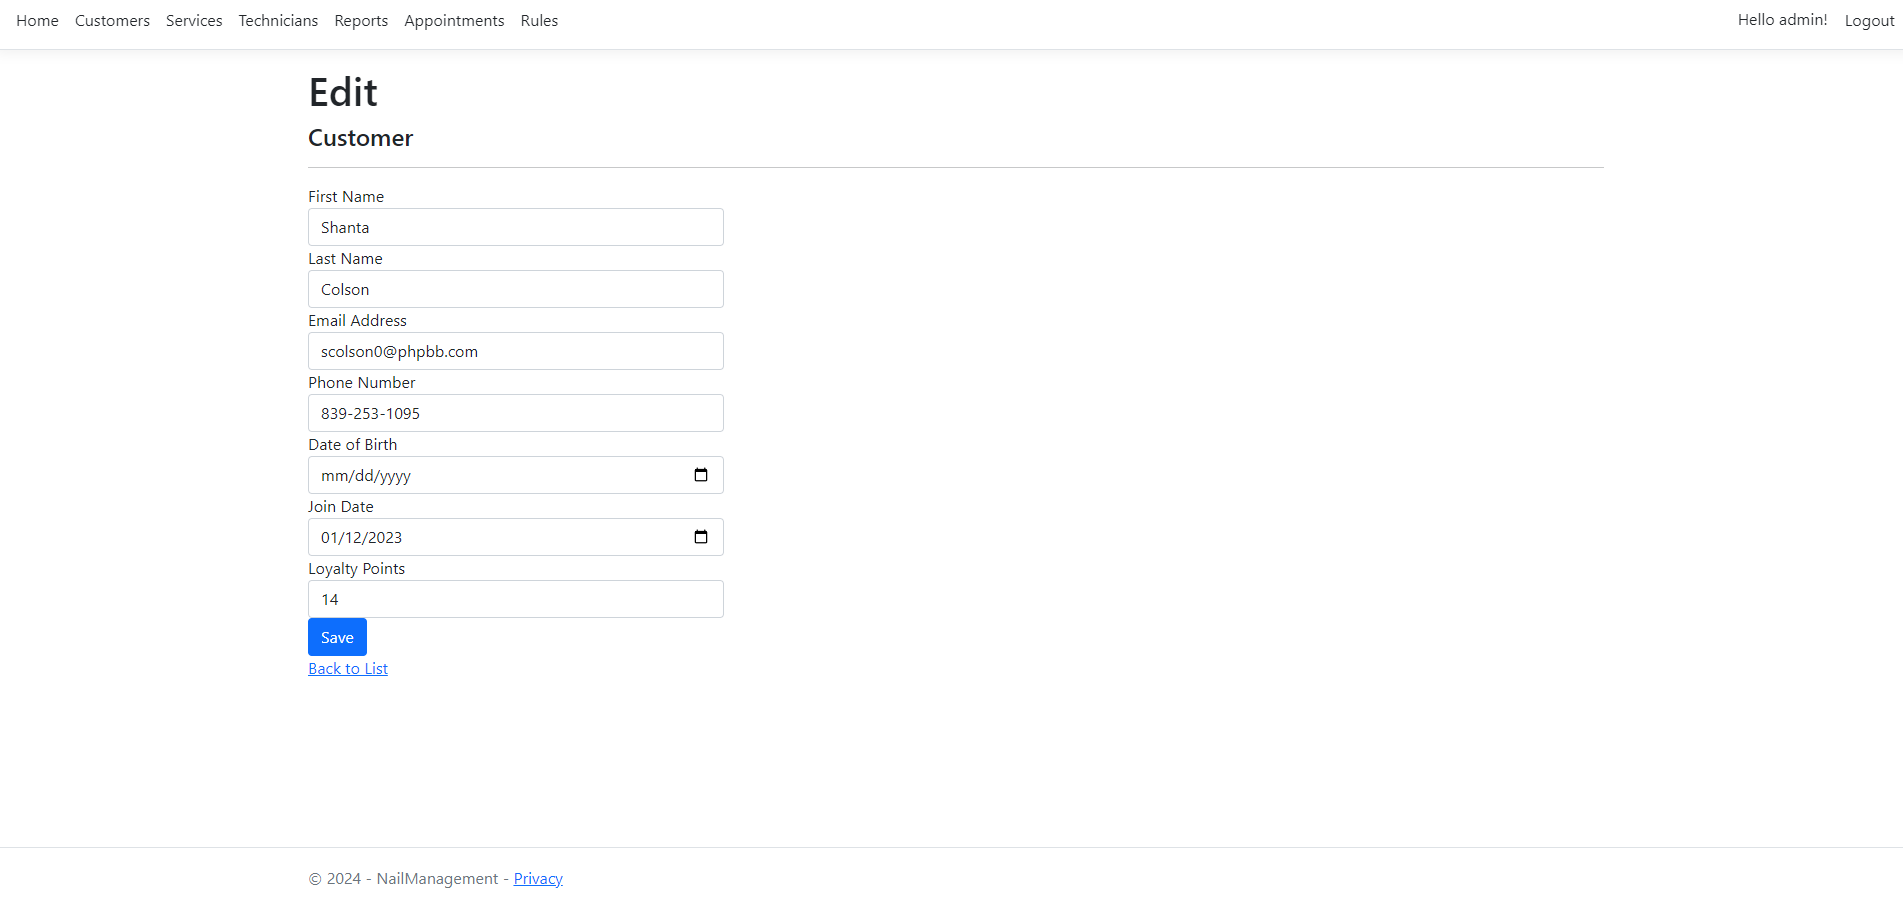 Home Customers Services Technicians Reports Appointments Rules Hello admin! Logout
Edit
Customer
First Name
Shanta
Last Name
Colson
Email Address
scolson0@phpbb.com
Phone Number
839-253-1095
Date of Birth
mm/dd/yyyy
Join Date
01/12/2023
Loyalty Points
14
Save
Back to List
© 2024 - NailManagement - Privacy